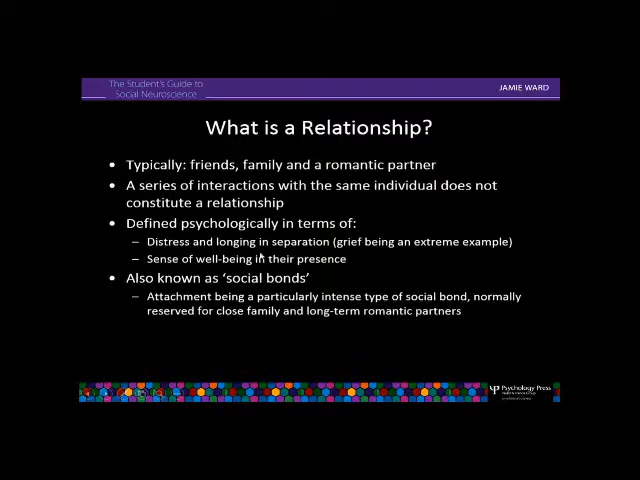 The Student's Guide to
Social Neuroscience
JAMIE WARD
What is a Relationship?
• Typically: friends, family and a romantic partner
• A series of interactions with the same individual does not
constitute a relationship
• Defined psychologically in terms of:
– Distress and longing in separation (grief being an extreme example)
– Sense of well-being in their presence
• Also known as 'social bonds'
– Attachment being a particularly intense type of social bond, normally
reserved for close family and long-term romantic partners
Psychology Press